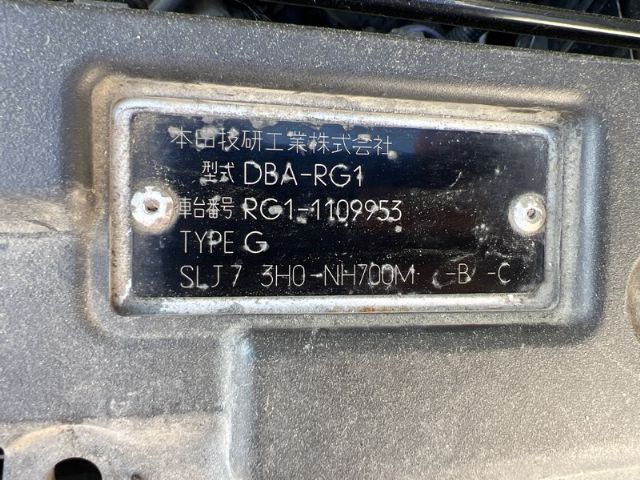 本田技研工業株式会社
型式 DBA-RG1
車台番号 RG1-1109953
TYPE G
SLJ7 3H0-NH700M -B -C